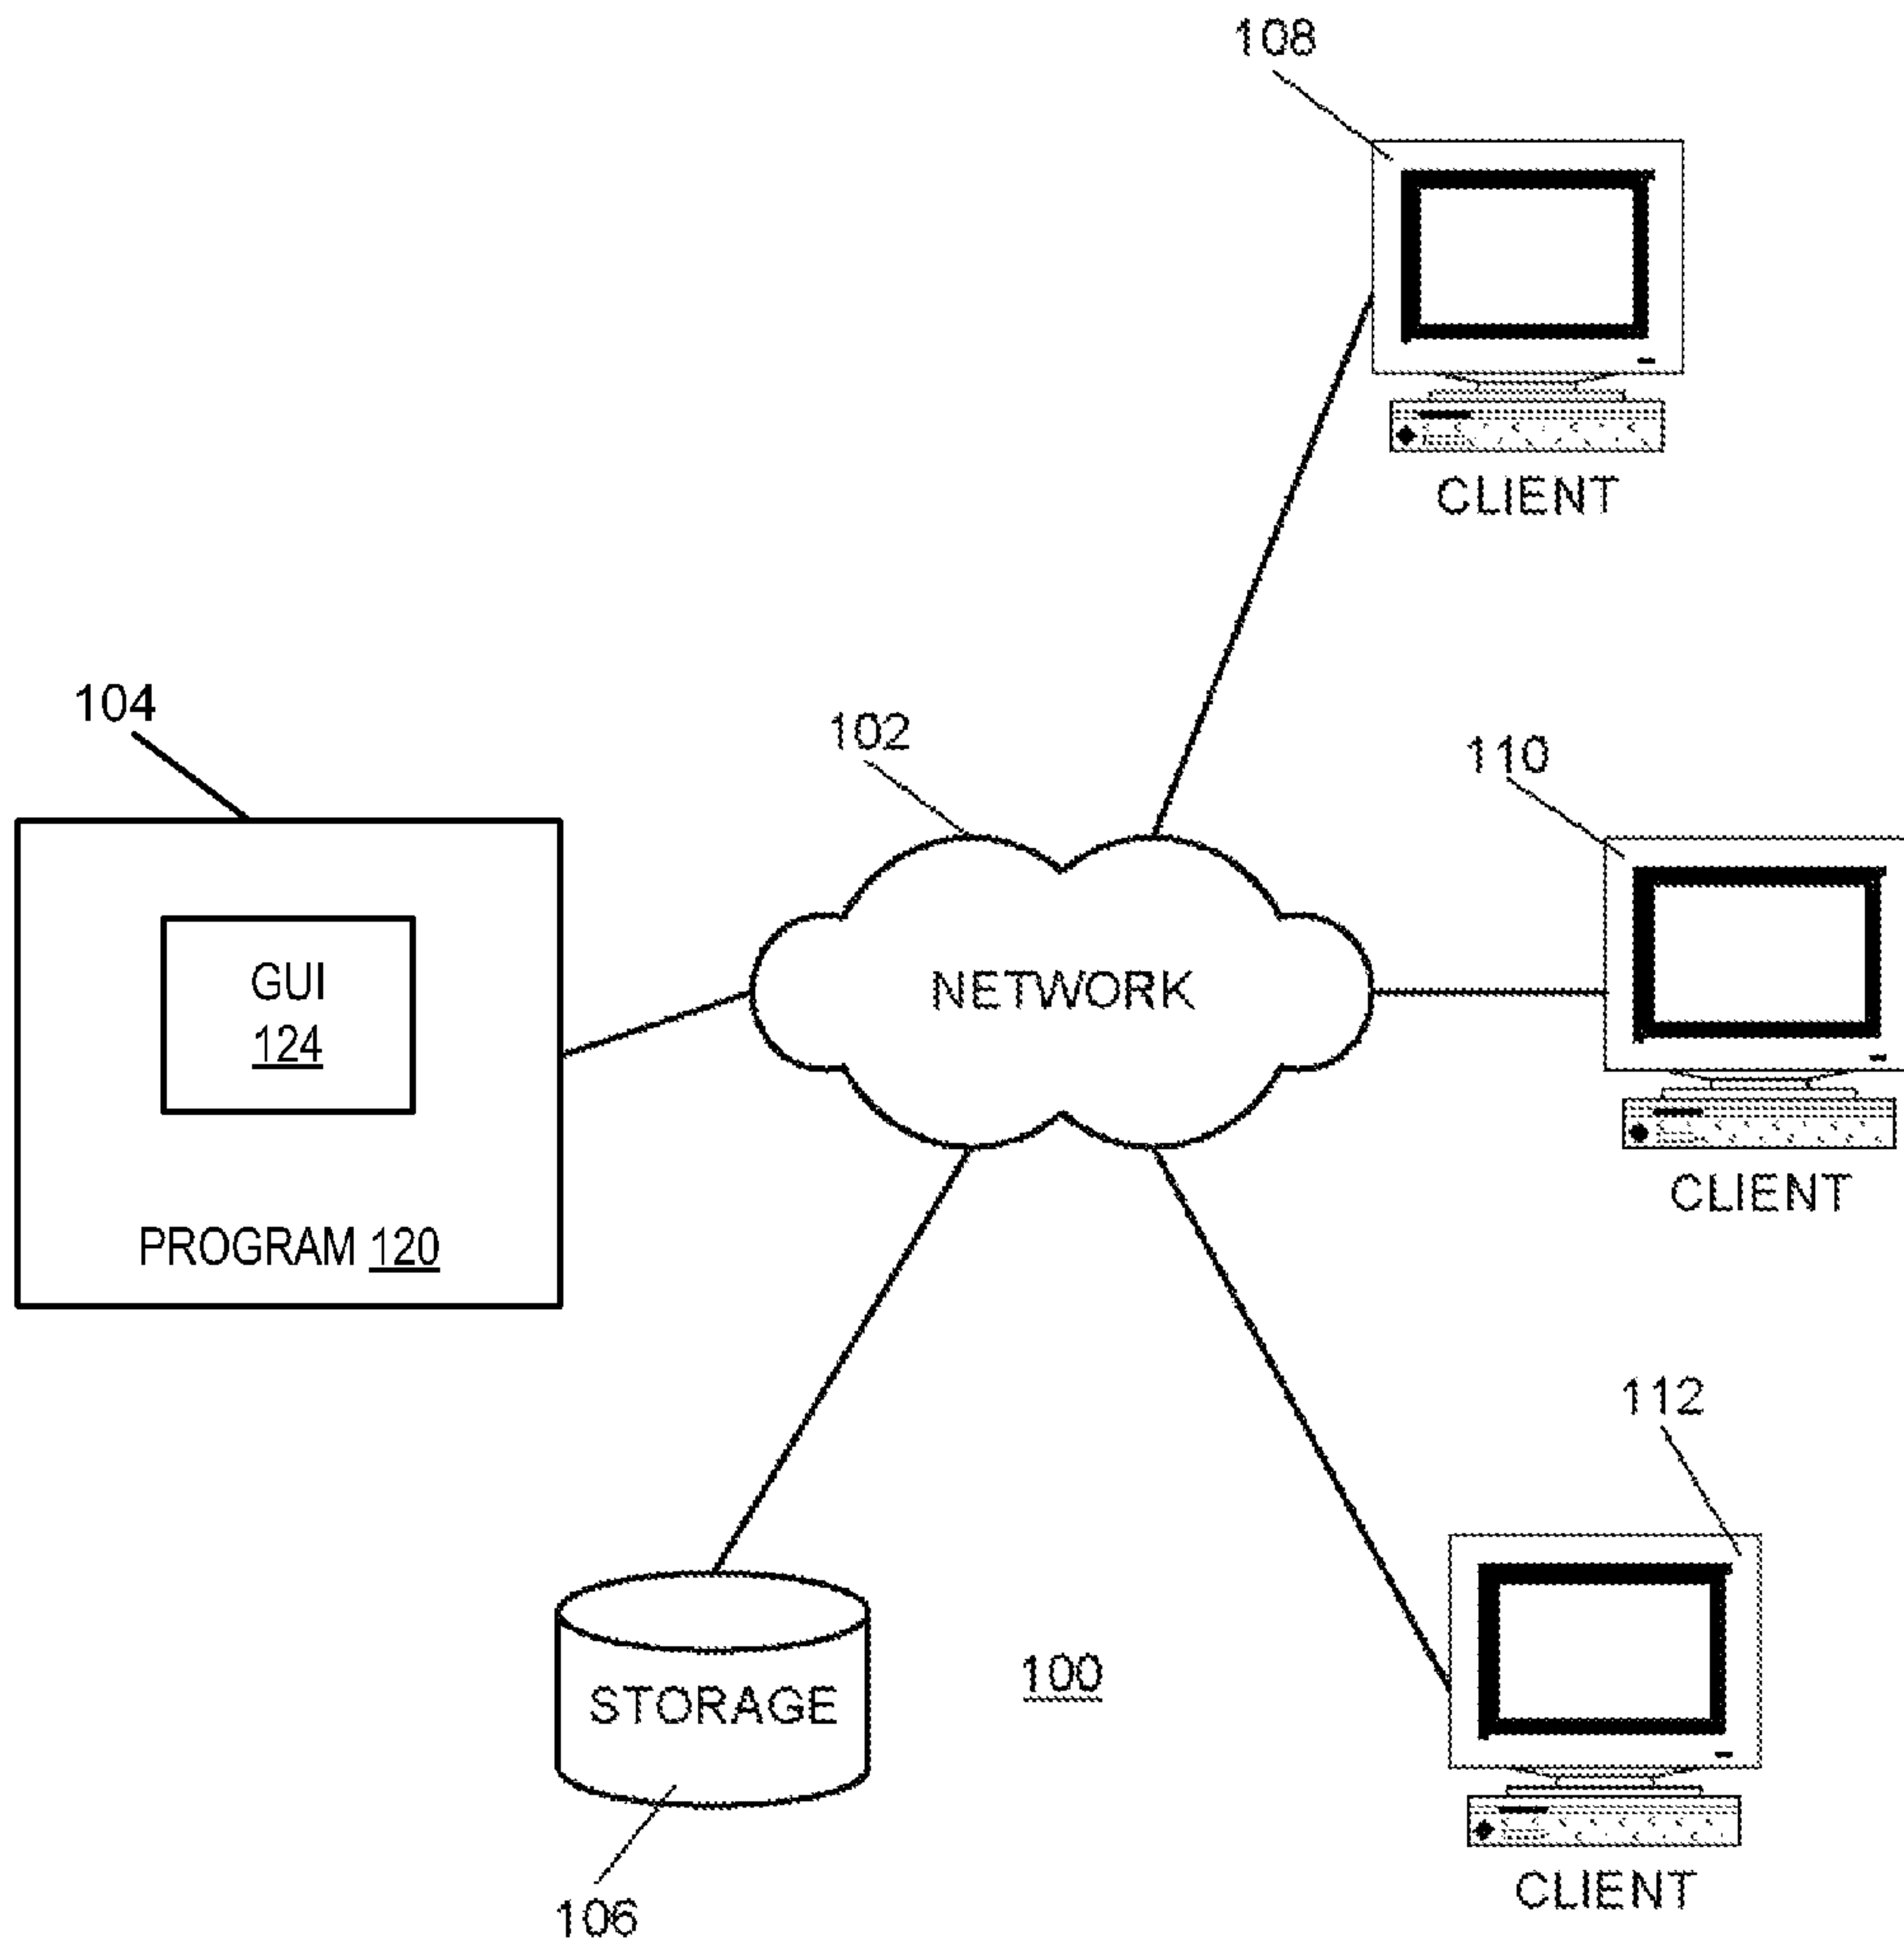 108
CLIENT
104
102
110
GUI
124
NETWORK
CLIENT
PROGRAM 120
112
STORAGE
100
106
CLIENT